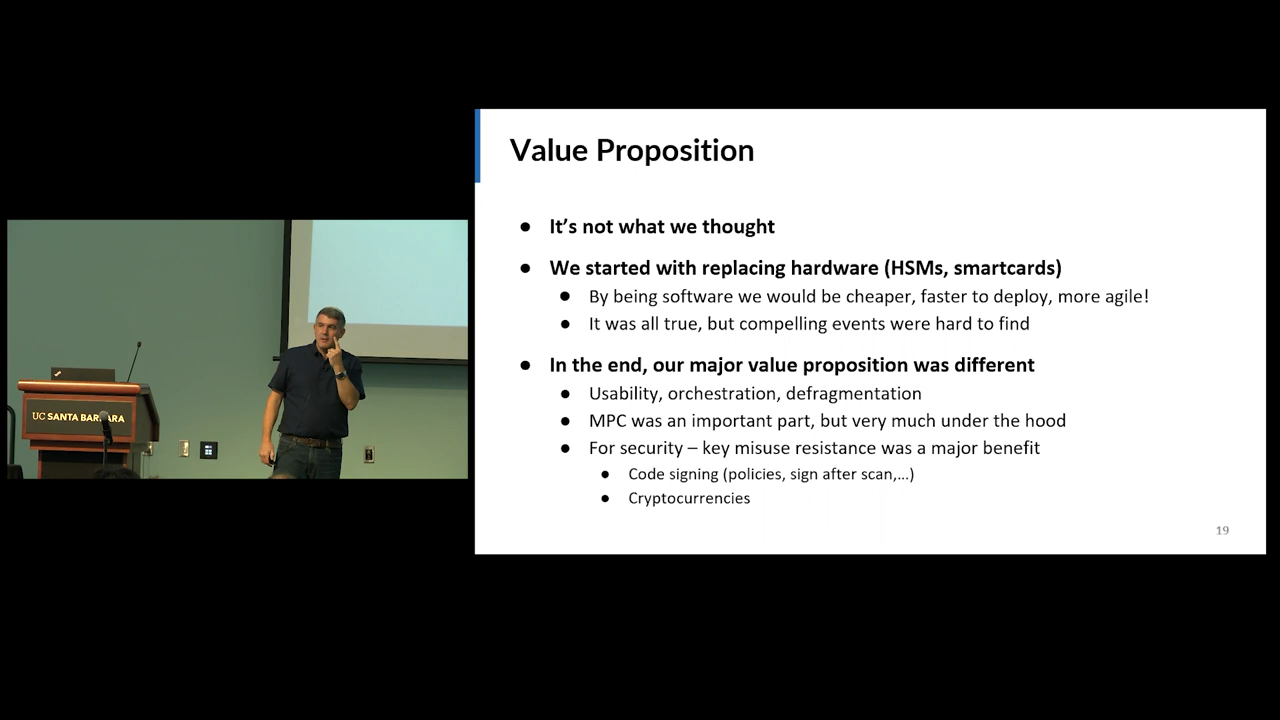 Value Proposition
● It's not what we thought
● We started with replacing hardware (HSMs, smartcards)
● By being software we would be cheaper, faster to deploy, more agile!
● It was all true, but compelling events were hard to find
● In the end, our major value proposition was different
● Usability, orchestration, defragmentation
● MPC was an important part, but very much under the hood
● For security – key misuse resistance was a major benefit
● Code signing (policies, sign after scan,...)
● Cryptocurrencies
19
UC SANTA BARBARA